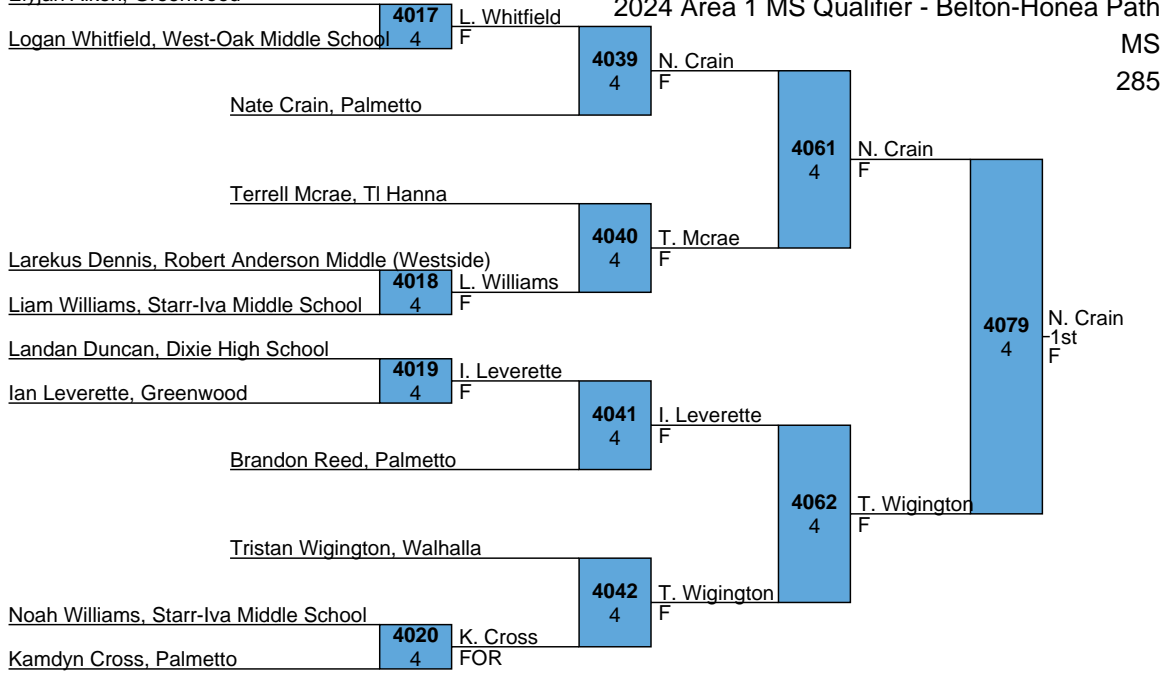 Greenwood
2024 Area 1 MS Qualifier - Belton-Honea Path
MS
285
4017
4
L. Whitfield
F
Logan Whitfield, West-Oak Middle School
4039
4
N. Crain
F
Nate Crain, Palmetto
4061
4
N. Crain
F
Terrell Mcrae, Tl Hanna
4040
4
T. Mcrae
F
Larekus Dennis, Robert Anderson Middle (Westside)
4018
4
L. Williams
F
Liam Williams, Starr-Iva Middle School
4079
4
N. Crain
1st
F
Landan Duncan, Dixie High School
4019
4
I. Leverette
F
Ian Leverette, Greenwood
4041
4
I. Leverette
F
Brandon Reed, Palmetto
4062
4
T. Wigington
F
Tristan Wigington, Walhalla
4042
4
T. Wigington
F
Noah Williams, Starr-Iva Middle School
4020
4
K. Cross
FOR
Kamdyn Cross, Palmetto